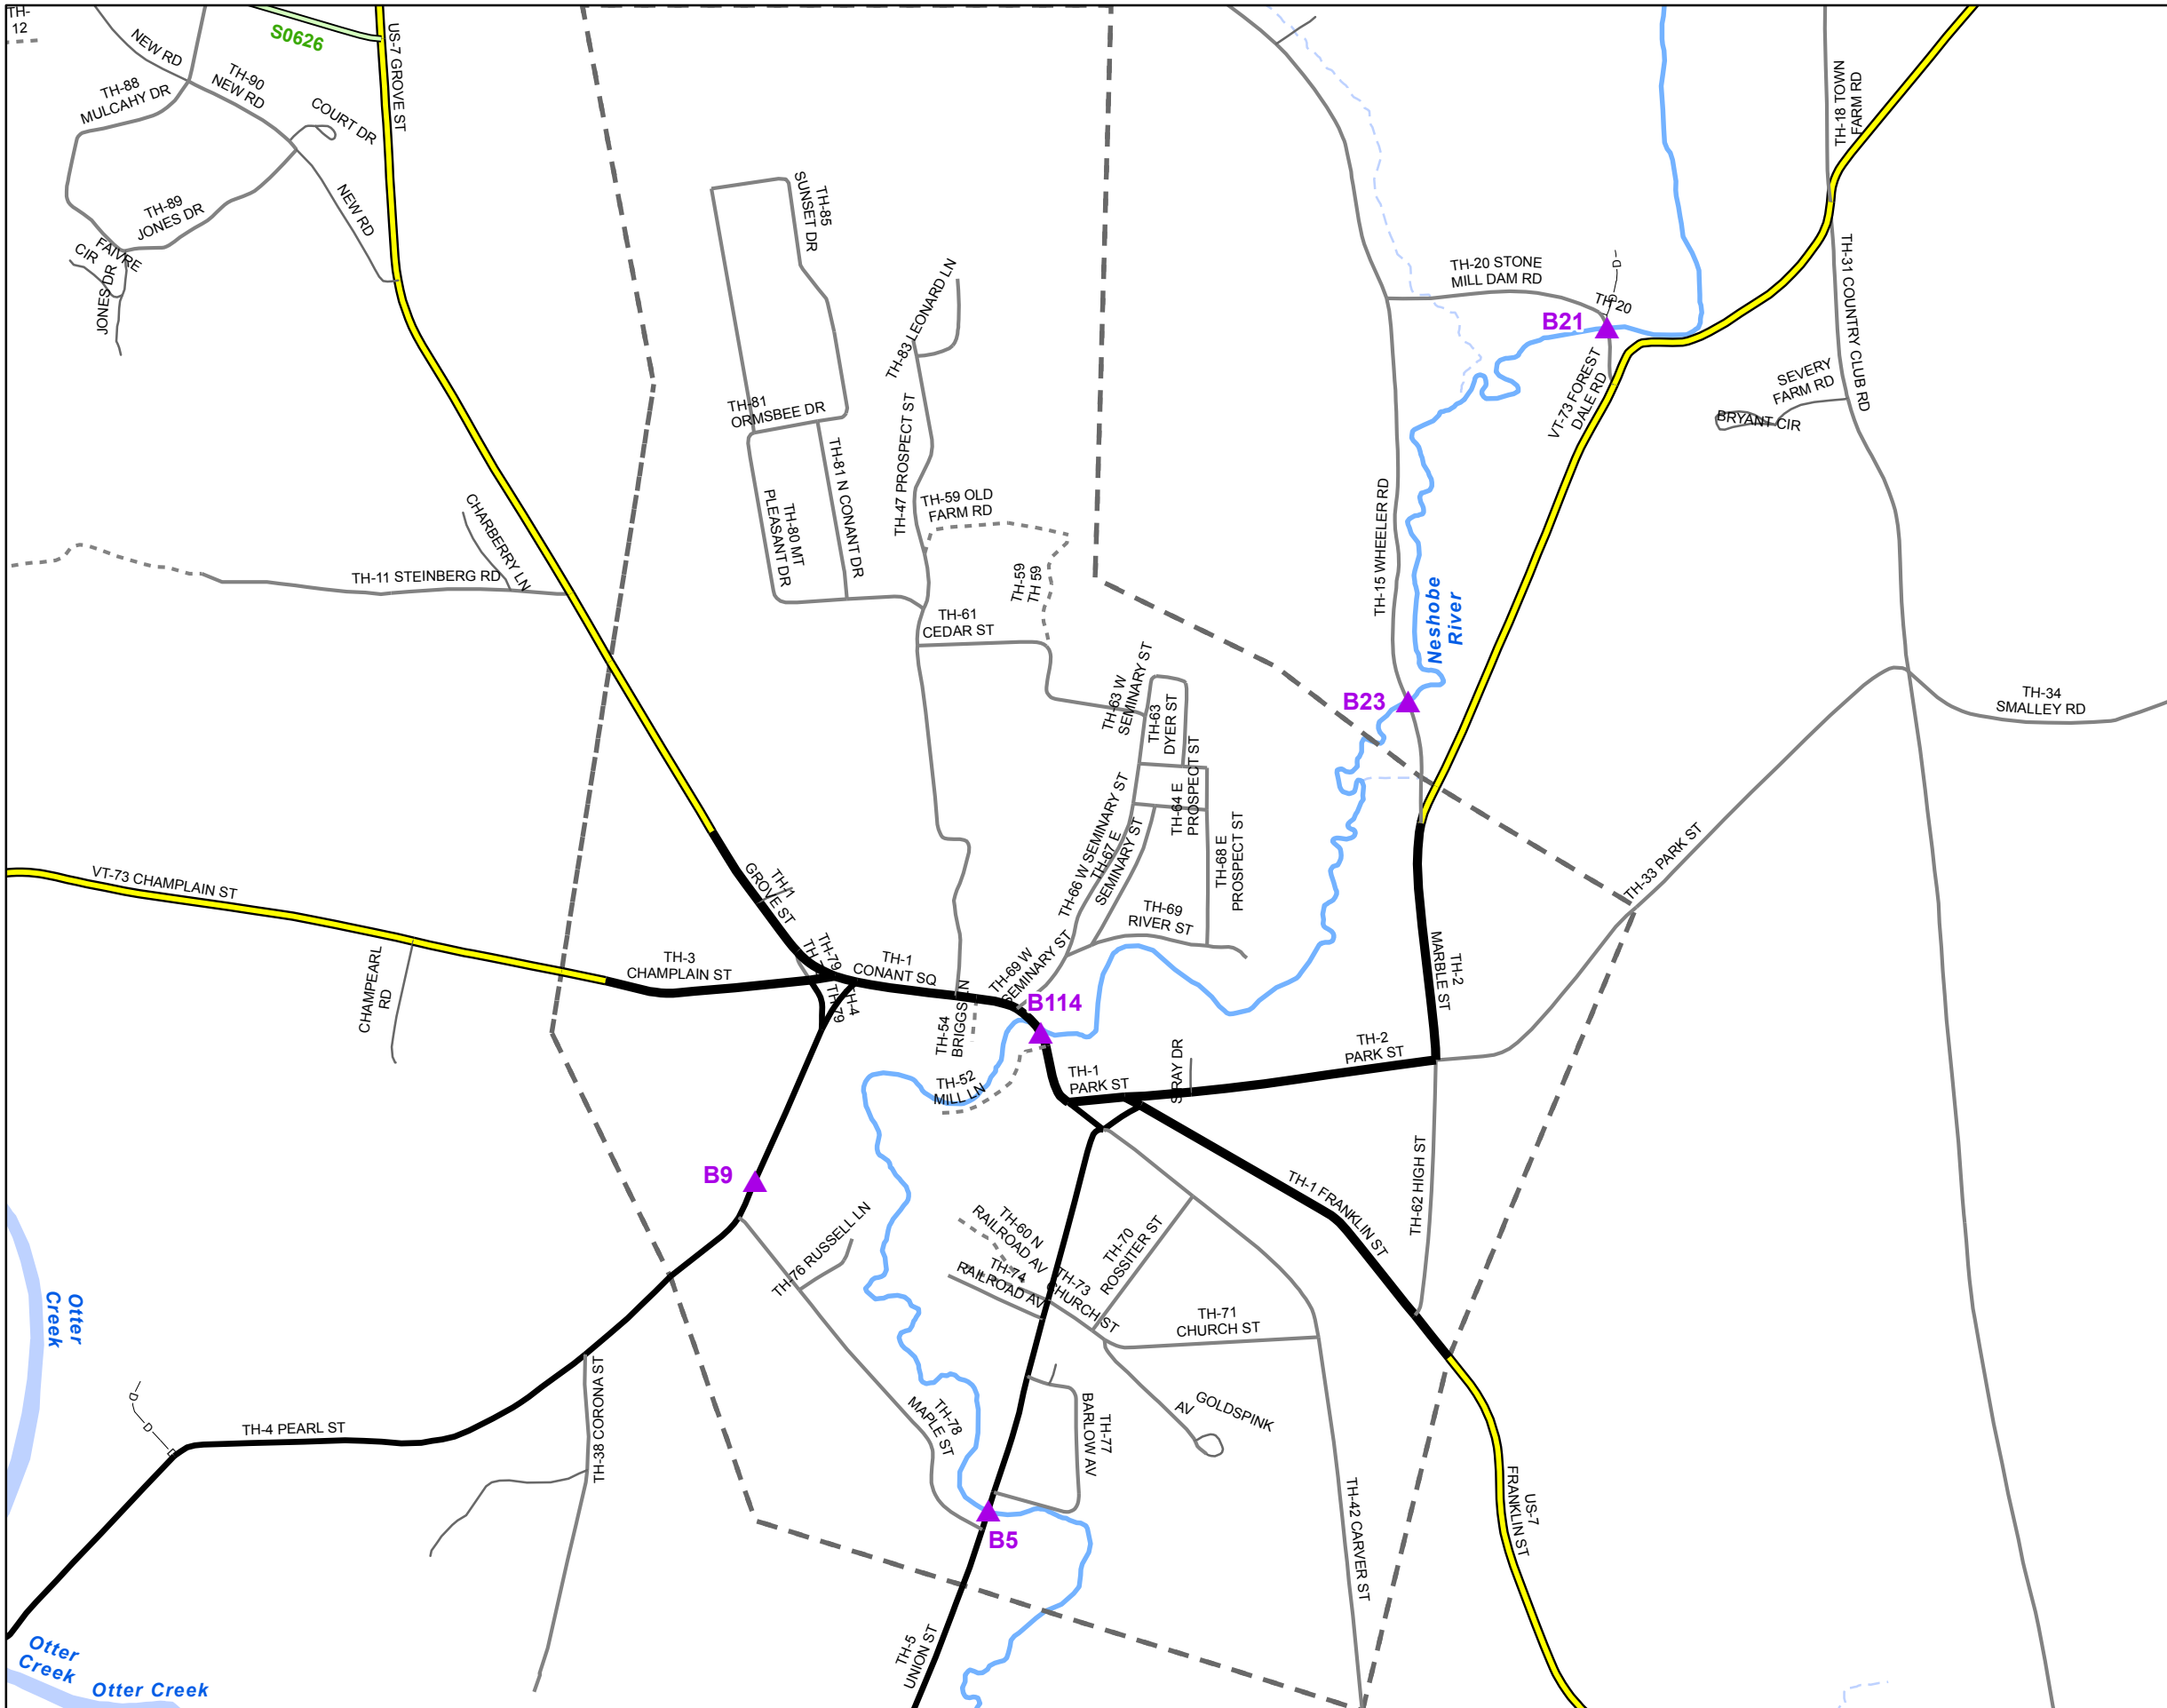 TH-
12
S0626
US-7 GROVE ST
NEW RD
TH-90
NEW RD
TH-88
MULCAHY DR
COURT DR
TH-89
JONES DR
NEW RD
FAIVRE
CIR
JONES DR
TH-85
SUNSET DR
TH-83 LEONARD LN
TH-81
ORMSBEE DR
TH-47 PROSPECT ST
TH-81 N CONANT DR
TH-80 MT
PLEASANT DR
TH-59 OLD
FARM RD
TH-59
TH 59
TH-61
CEDAR ST
CHARBERRY LN
TH-11 STEINBERG RD
TH-18 TOWN
FARM RD
TH-20 STONE
MILL DAM RD
D
TH 20
B21
VT-73 FOREST
DALE RD
TH-31 COUNTRY CLUB RD
SEVERY
FARM RD
BRYANT CIR
TH-15 WHEELER RD
Neshobe
River
B23
TH-34
SMALLEY RD
TH-63 W
SEMINARY ST
TH-63
DYER ST
TH-64 E
PROSPECT ST
TH-66 W SEMINARY ST
TH-67 E
SEMINARY ST
TH-68 E
PROSPECT ST
TH-69
RIVER ST
TH-33 PARK ST
VT-73 CHAMPLAIN ST
CHAMPEARL
RD
TH-3
CHAMPLAIN ST
TH-1
GROVE ST
TH-79
TH-79
TH-4
TH-1
CONANT SQ
TH-69 W
SEMINARY ST
TH-54
BRIGGS LN
B114
TH-52
MILL LN
TH-1
PARK ST
SPRAY DR
TH-2
PARK ST
TH-2
MARBLE ST
B9
TH-62 HIGH ST
TH-1 FRANKLIN ST
TH-76 RUSSELL LN
TH-60 N
RAILROAD AV
TH-74
RAILROAD AV
TH-73
CHURCH ST
TH-70
ROSSITER ST
TH-71
CHURCH ST
Otter
Creek
D
D
TH-4 PEARL ST
TH-38 CORONA ST
TH-78
MAPLE ST
TH-77
BARLOW AV
GOLDSPINK
AV
B5
TH-42 CARVER ST
US-7
FRANKLIN ST
TH-5
UNION ST
Otter
Creek
Otter Creek